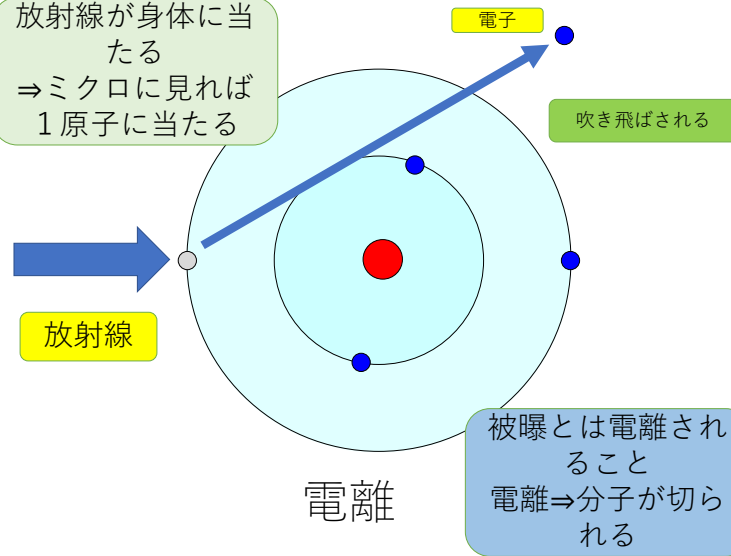 放射線が身体に当
たる
⇒ミクロに見れば
１原子に当たる
電子
吹き飛ばされる
放射線
被曝とは電離され
ること
電離⇒分子が切ら
れる
電離